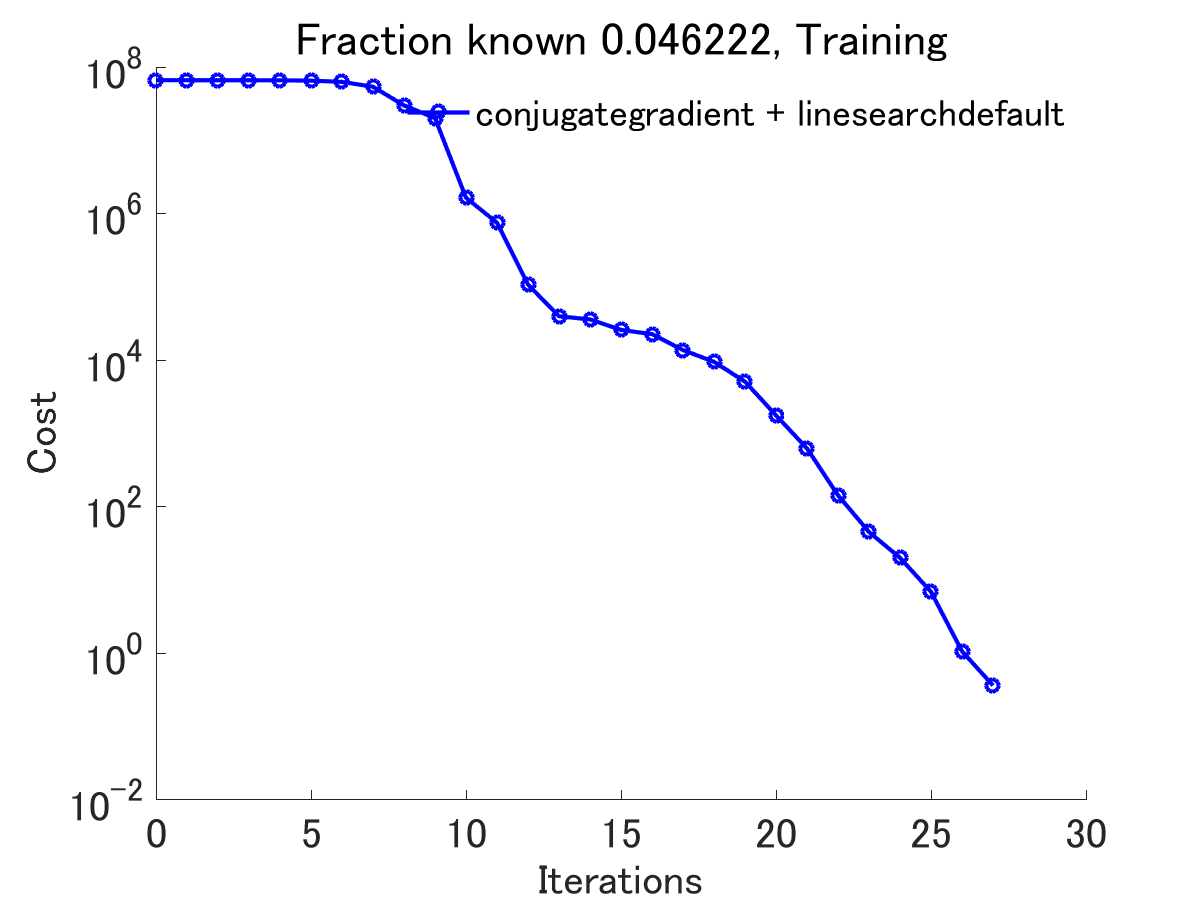 Fraction known 0.046222, Training
conjugategradient + linesearchdefault
Cost
10^8
10^6
10^4
10^2
10^0
10^-2
0 5 10 15 20 25 30
Iterations